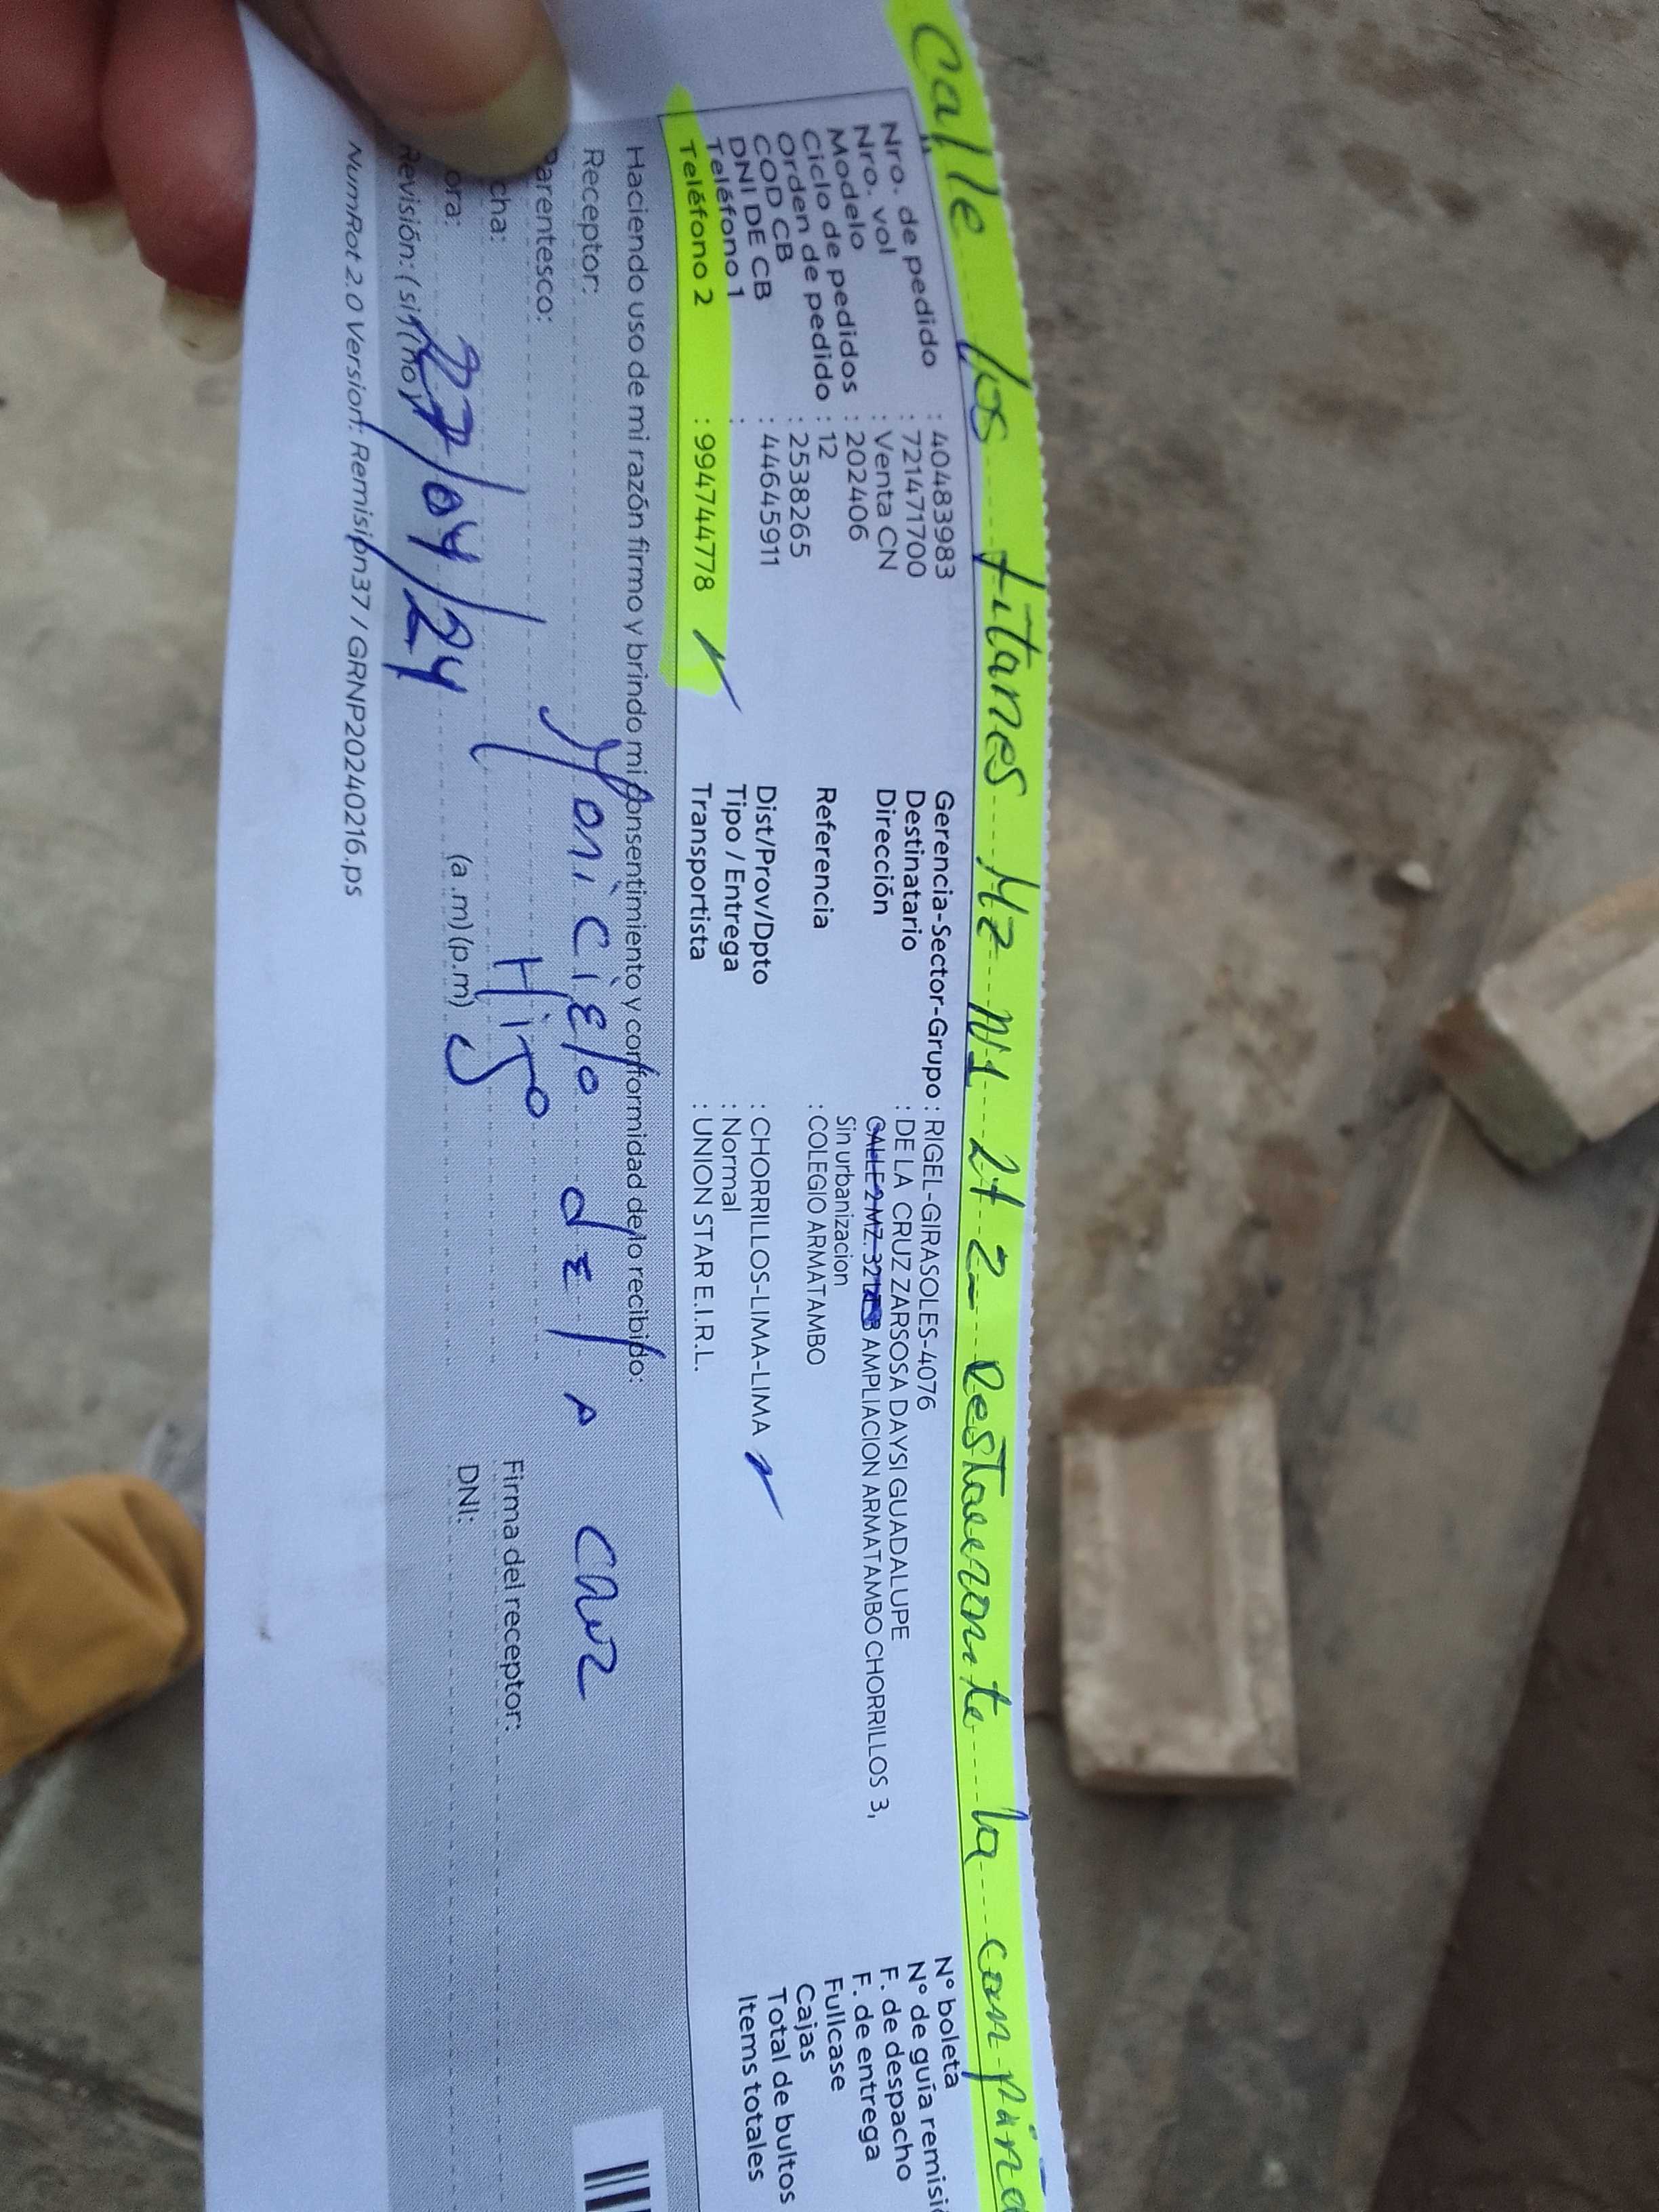 Calle los titanes Mz N1 lt 2 restaurante la
Nro. de pedido : 40483983
Nro. vol : 721471700
Modelo : Venta CN
Ciclo de pedidos : 202406
Orden de pedido : 12
COD CB : 2538265
DNI DE CB : 44645911
Teléfono 1 :
Teléfono 2 : 994744778
Gerencia-Sector-Grupo : RIGEL-GIRASOLES-4076
Destinatario : DE LA CRUZ ZARSOSA DAYSI GUADALUPE
Dirección CALLE 2 MZ. AMPLIACION ARMATAMBO CHORRILLOS 3,
Sin urbanizacion
Referencia : COLEGIO ARMATAMBO
Dist/Prov/Dpto : CHORRILLOS-LIMA-LIMA
Tipo / Entrega : Normal
Transportista : UNION STAR E.I.R.L.
N° boleta
N° de guía remisi
F. de despacho
F. de entrega
Fullcase
Cajas
Total de bultos
Items totales
Haciendo uso de mi razón firmo y brindo mi consentimiento y conformidad de lo recibido:
Receptor: Yoni Cielo de la Cruz
Parentesco: Hijo
cha:
ora: 27/04/24 (a.m) (p.m)
Revisión: (si) (no)
Firma del receptor:
DNI:
NumRot 2.0 Version: Remision37 / GRNP20240216.ps